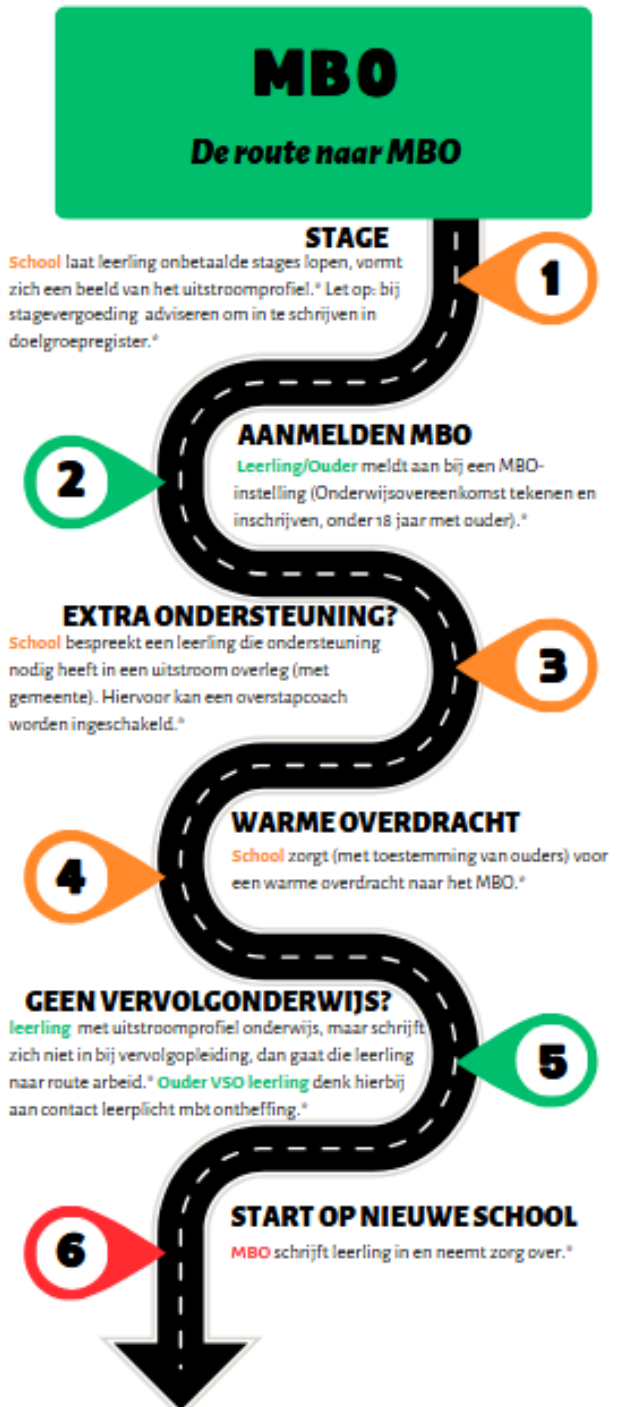 MBO
De route naar MBO
STAGE
1
School laat leerling onbetaalde stages lopen, vormt
zich een beeld van het uitstroomprofiel.* Let op: bij
stagevergoeding adviseren om in te schrijven in
doelgroepregister.*
AANMELDEN MBO
2
Leerling/Ouder meldt aan bij een MBO-
instelling (Onderwijsovereenkomst tekenen en
inschrijven, onder 18 jaar met ouder).*
EXTRA ONDERSTEUNING?
3
School bespreekt een leerling die ondersteuning
nodig heeft in een uitstroom overleg (met
gemeente). Hiervoor kan een overstapcoach
worden ingeschakeld.*
WARME OVERDRACHT
4
School zorgt (met toestemming van ouders) voor
een warme overdracht naar het MBO.*
GEEN VERVOLGONDERWIJS?
5
leerling met uitstroomprofiel onderwijs, maar schrijft
zich niet in bij vervolgopleiding, dan gaat die leerling
naar route arbeid.* Ouder VSO leerling denk hierbij
aan contact leerplicht mbt ontheffing.*
START OP NIEUWE SCHOOL
6
MBO schrijft leerling in en neemt zorg over.*